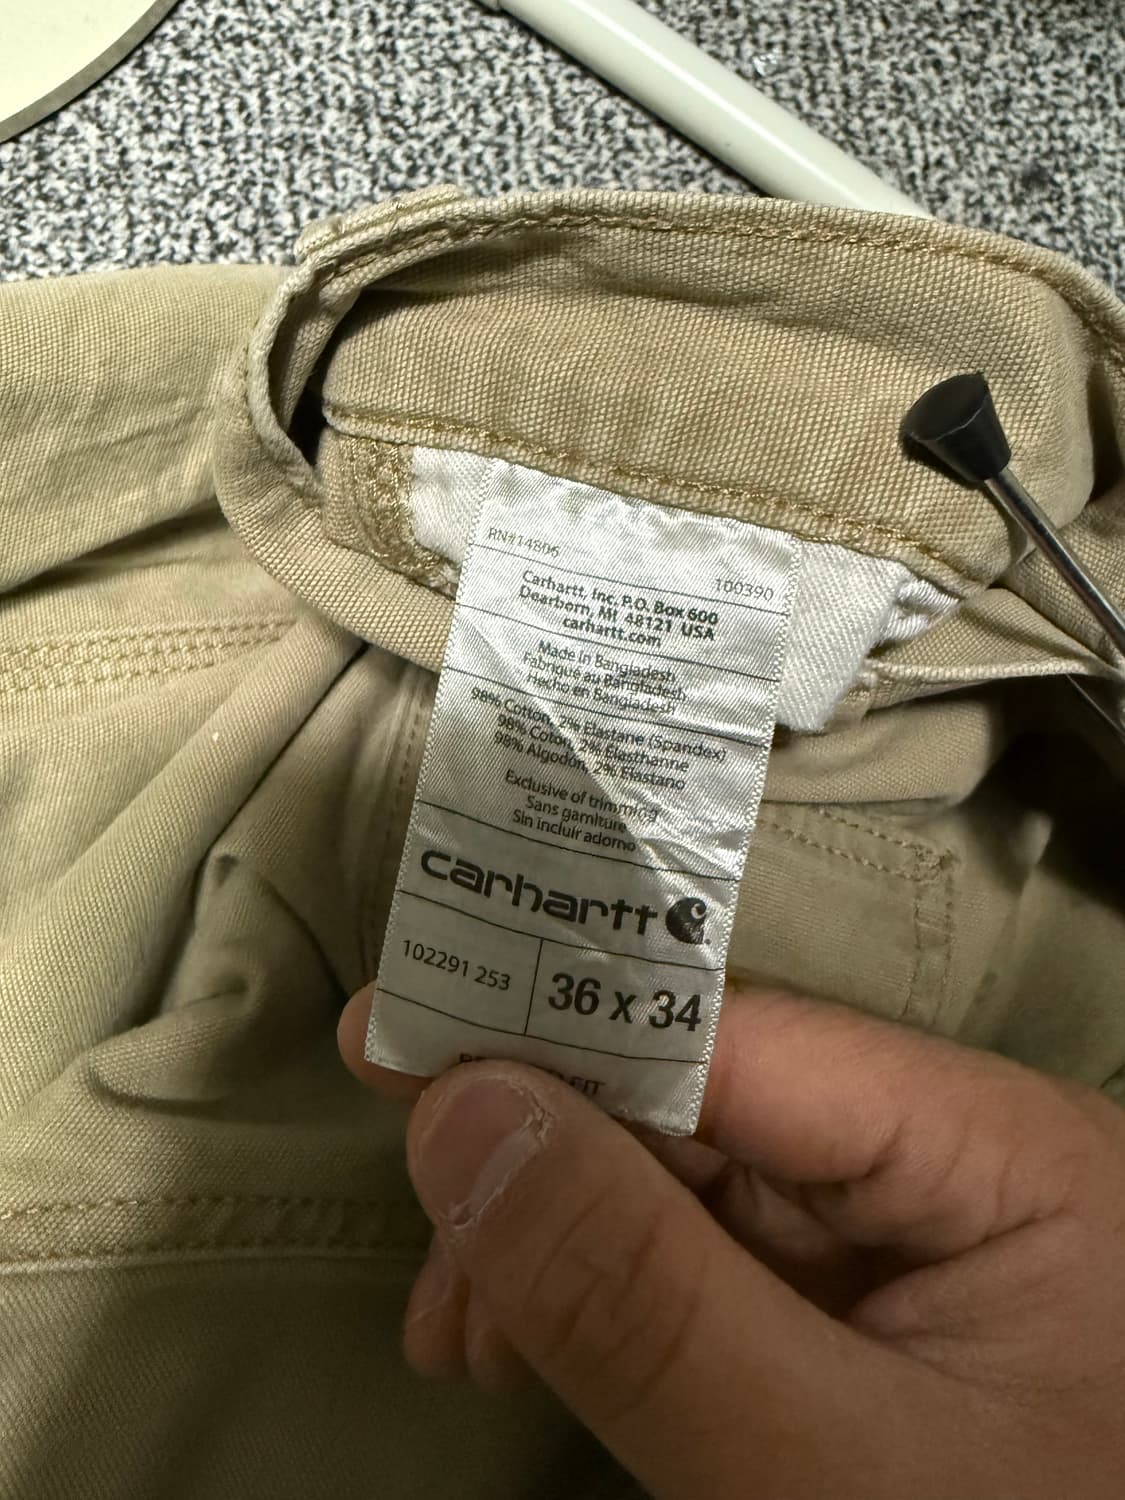 RN#14806
100390
Carhartt, Inc, P.O. Box 600
Dearborn, MI 48121 USA
carhartt.com
Made in Bangladesh
Fabriqué au Bangladesh
Hecho en Bangladesh
98% Cotton, 2% Elastane (Spandex)
98% Coton, 2% Élasthanne
98% Algodón, 2% Elastano
Exclusive of trimming
Sans garniture
Sin incluir adorno
carhartt
102291 253
36 x 34
FIT